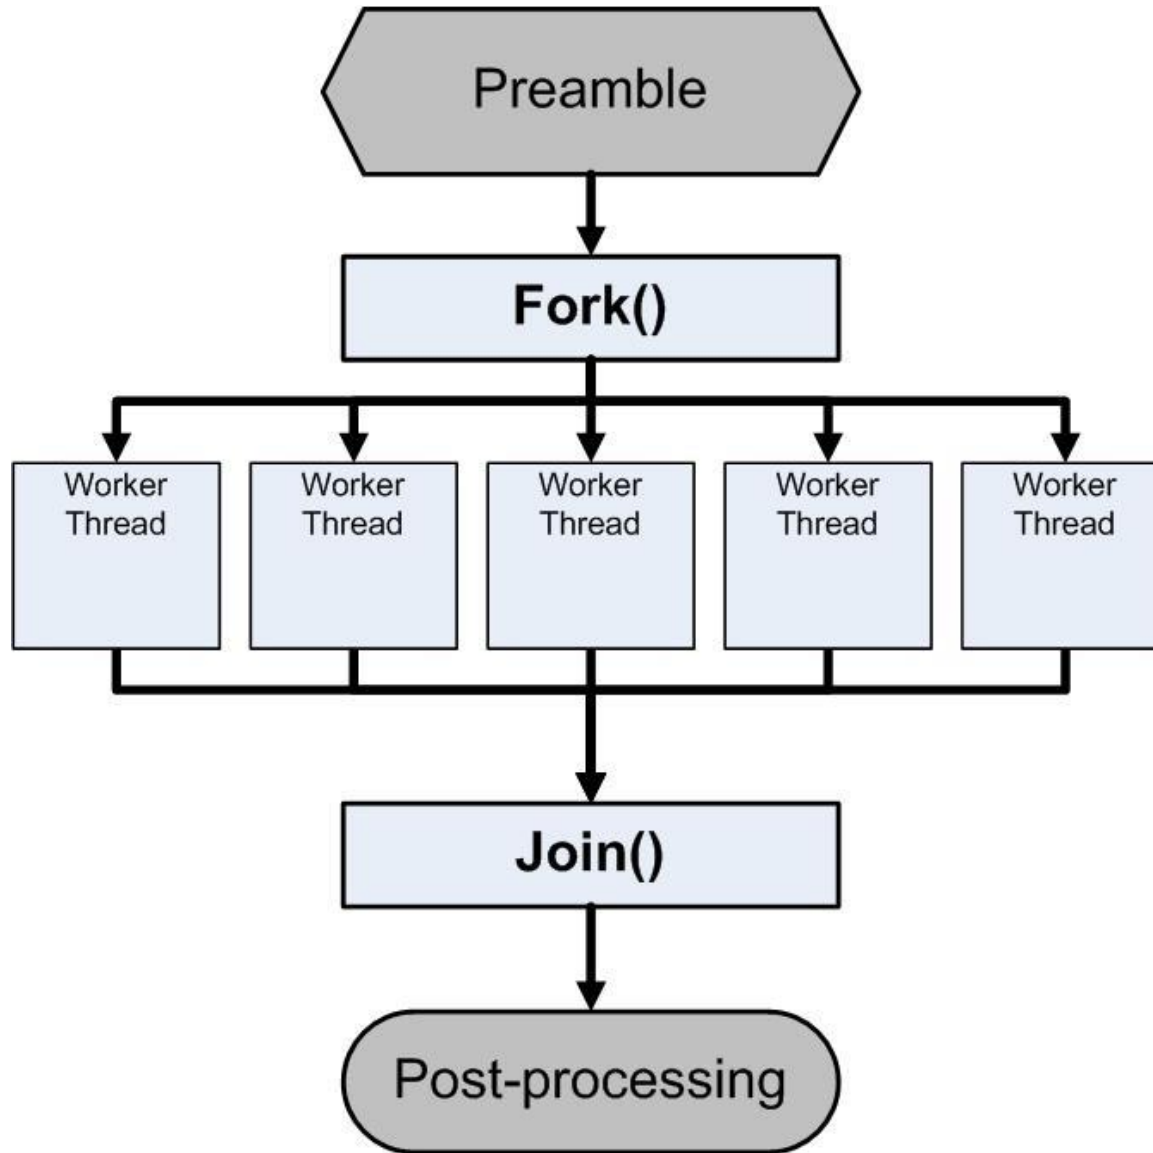 Preamble
Fork()
Worker
Thread
Worker
Thread
Worker
Thread
Worker
Thread
Worker
Thread
Join()
Post-processing